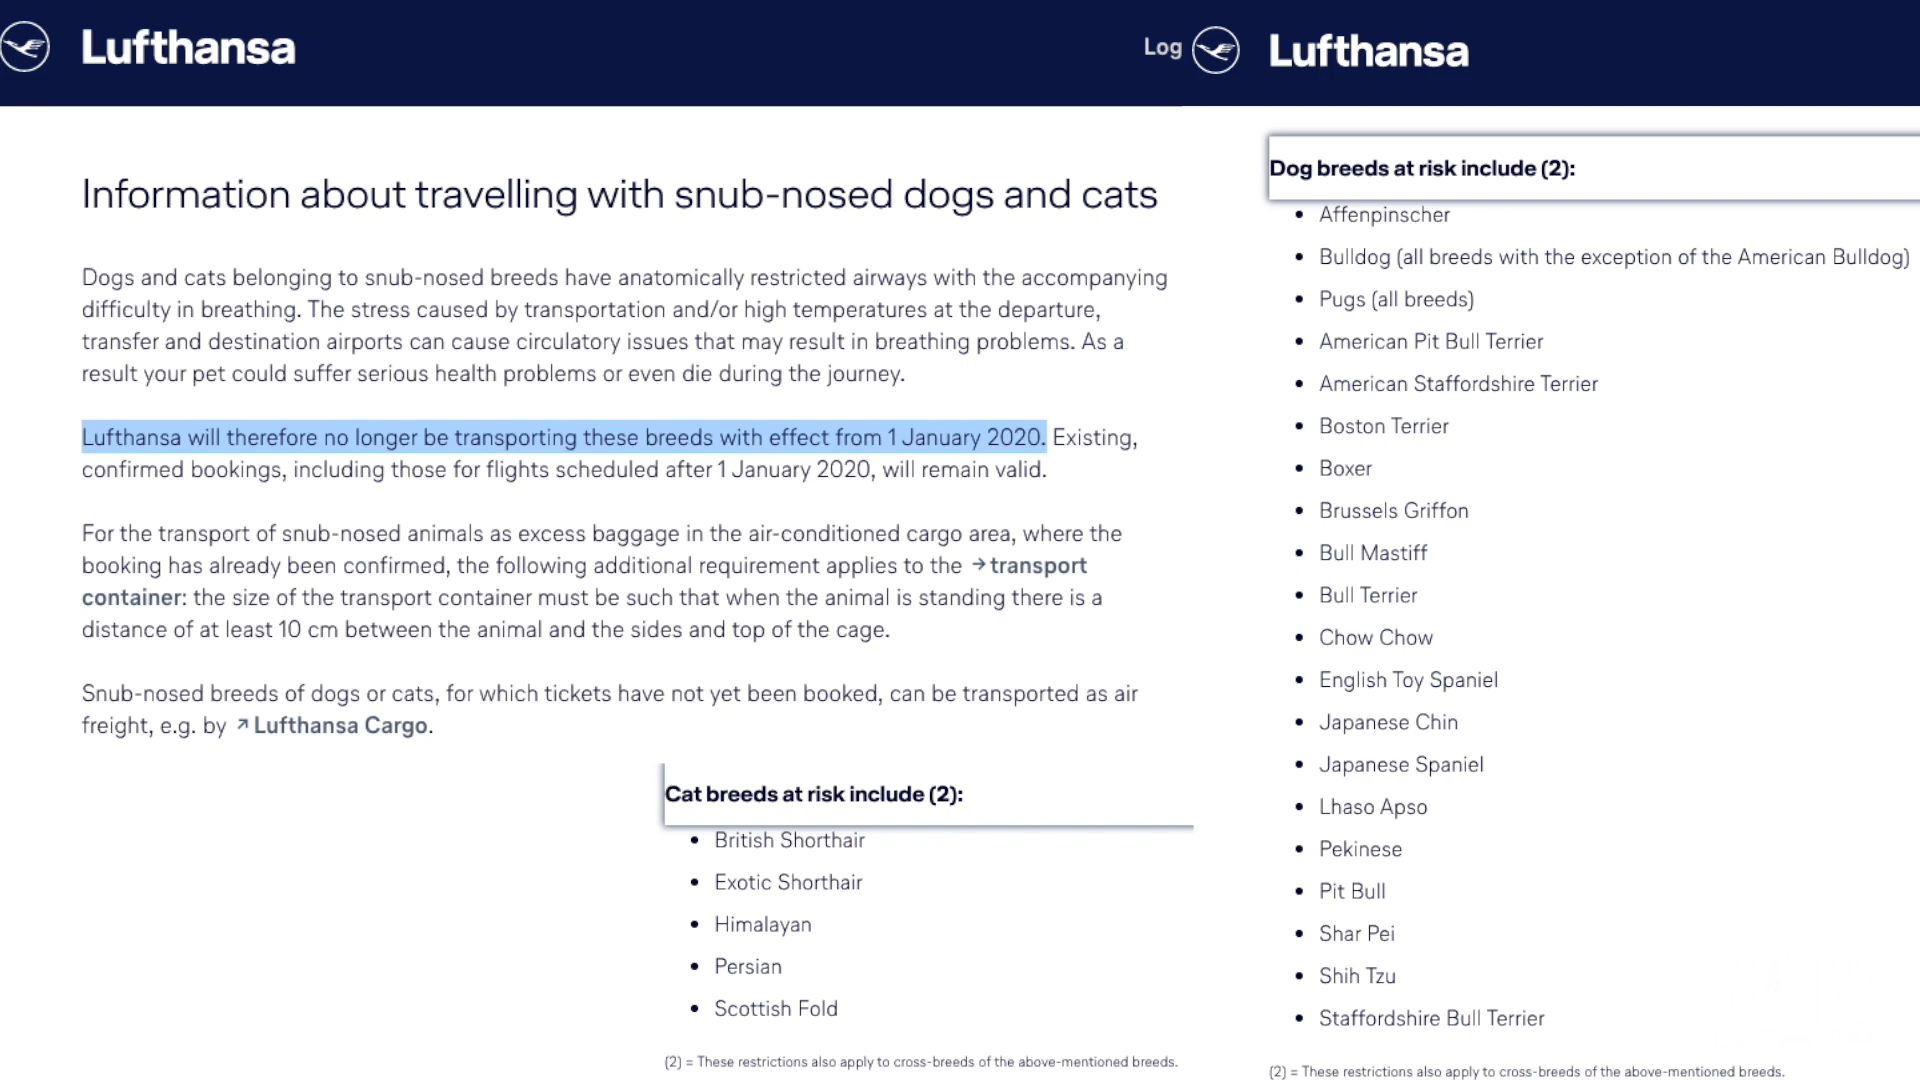 Lufthansa
Log
Lufthansa
Information about travelling with snub-nosed dogs and cats
Dogs and cats belonging to snub-nosed breeds have anatomically restricted airways with the accompanying
difficulty in breathing. The stress caused by transportation and/or high temperatures at the departure,
transfer and destination airports can cause circulatory issues that may result in breathing problems. As a
result your pet could suffer serious health problems or even die during the journey.
Lufthansa will therefore no longer be transporting these breeds with effect from 1 January 2020. Existing,
confirmed bookings, including those for flights scheduled after 1 January 2020, will remain valid.
For the transport of snub-nosed animals as excess baggage in the air-conditioned cargo area, where the
booking has already been confirmed, the following additional requirement applies to the → transport
container: the size of the transport container must be such that when the animal is standing there is a
distance of at least 10 cm between the animal and the sides and top of the cage.
Snub-nosed breeds of dogs or cats, for which tickets have not yet been booked, can be transported as air
freight, e.g. by ↗ Lufthansa Cargo.
Cat breeds at risk include (2):
• British Shorthair
• Exotic Shorthair
• Himalayan
• Persian
• Scottish Fold
(2) = These restrictions also apply to cross-breeds of the above-mentioned breeds.
Dog breeds at risk include (2):
• Affenpinscher
• Bulldog (all breeds with the exception of the American Bulldog)
• Pugs (all breeds)
• American Pit Bull Terrier
• American Staffordshire Terrier
• Boston Terrier
• Boxer
• Brussels Griffon
• Bull Mastiff
• Bull Terrier
• Chow Chow
• English Toy Spaniel
• Japanese Chin
• Japanese Spaniel
• Lhaso Apso
• Pekinese
• Pit Bull
• Shar Pei
• Shih Tzu
• Staffordshire Bull Terrier
(2) = These restrictions also apply to cross-breeds of the above-mentioned breeds.